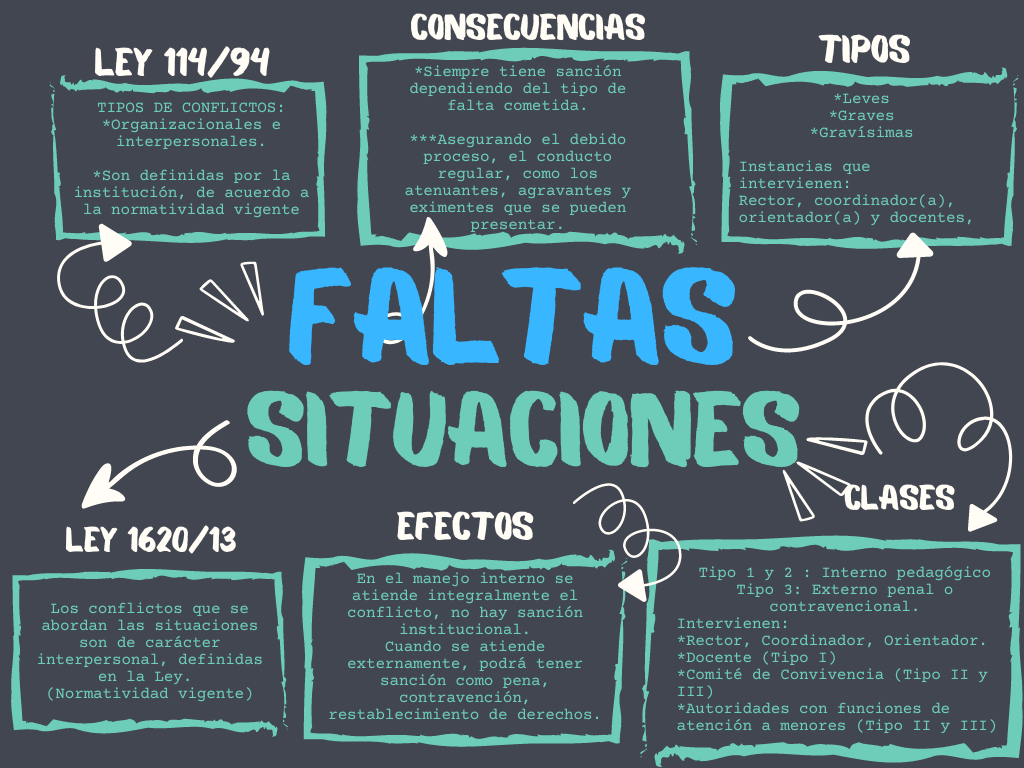 CONSECUENCIAS
LEY 114/94
TIPOS
TIPOS DE CONFLICTOS:
*Organizacionales e
interpersonales.
*Son definidas por la
institución, de acuerdo a
la normatividad vigente
*Siempre tiene sanción
dependiendo del tipo de
falta cometida.
***Asegurando el debido
proceso, el conducto
regular, como los
atenuantes, agravantes y
eximentes que se pueden
presentar.
*Leves
*Graves
*Gravísimas
Instancias que
intervienen:
Rector, coordinador(a),
orientador(a) y docentes,
FALTAS
SITUACIONES
LEY 1620/13
EFECTOS
CLASES
Los conflictos que se
abordan las situaciones
son de carácter
interpersonal, definidas
en la Ley.
(Normatividad vigente)
En el manejo interno se
atiende integralmente el
conflicto, no hay sanción
institucional.
Cuando se atiende
externamente, podrá tener
sanción como pena,
contravención,
restablecimiento de derechos.
Tipo 1 y 2 : Interno pedagógico
Tipo 3: Externo penal o
contravencional.
Intervienen:
*Rector, Coordinador, Orientador.
*Docente (Tipo I)
*Comité de Convivencia (Tipo II y
III)
*Autoridades con funciones de
atención a menores (Tipo II y III)